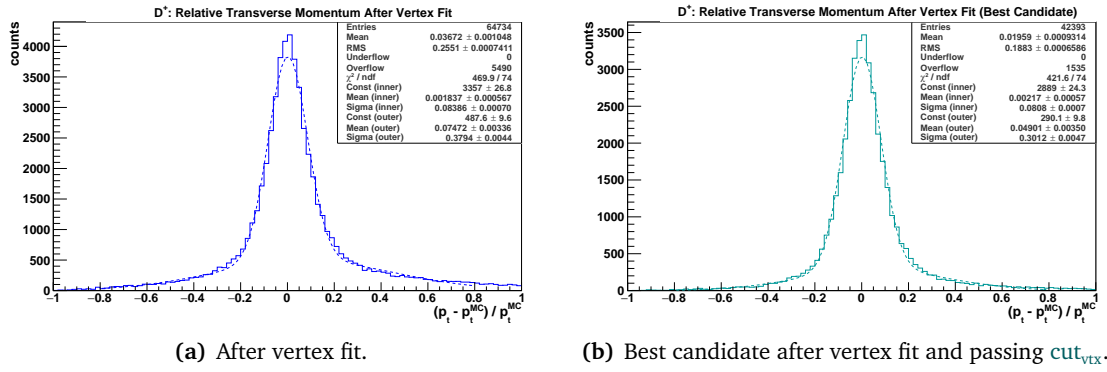 D⁺: Relative Transverse Momentum After Vertex Fit
counts
4000
3500
3000
2500
2000
1500
1000
500
0
−1 −0.8 −0.6 −0.4 −0.2 0 0.2 0.4 0.6 0.8 1
(p_t - p_t^MC) / p_t^MC
Entries 64734
Mean 0.03672 ± 0.001048
RMS 0.2551 ± 0.0007411
Underflow 0
Overflow 5490
χ² / ndf 469.9 / 74
Const (inner) 3357 ± 26.8
Mean (inner) 0.001837 ± 0.000567
Sigma (inner) 0.08386 ± 0.00070
Const (outer) 487.6 ± 9.6
Mean (outer) 0.07472 ± 0.00336
Sigma (outer) 0.3794 ± 0.0044
(a) After vertex fit.
D⁺: Relative Transverse Momentum After Vertex Fit (Best Candidate)
counts
3500
3000
2500
2000
1500
1000
500
0
−1 −0.8 −0.6 −0.4 −0.2 0 0.2 0.4 0.6 0.8 1
(p_t - p_t^MC) / p_t^MC
Entries 42393
Mean 0.01959 ± 0.0009314
RMS 0.1883 ± 0.0006586
Underflow 0
Overflow 1535
χ² / ndf 421.6 / 74
Const (inner) 2889 ± 24.3
Mean (inner) 0.00217 ± 0.00057
Sigma (inner) 0.0808 ± 0.0007
Const (outer) 290.1 ± 9.8
Mean (outer) 0.04901 ± 0.00350
Sigma (outer) 0.3012 ± 0.0047
(b) Best candidate after vertex fit and passing cut_vtx.